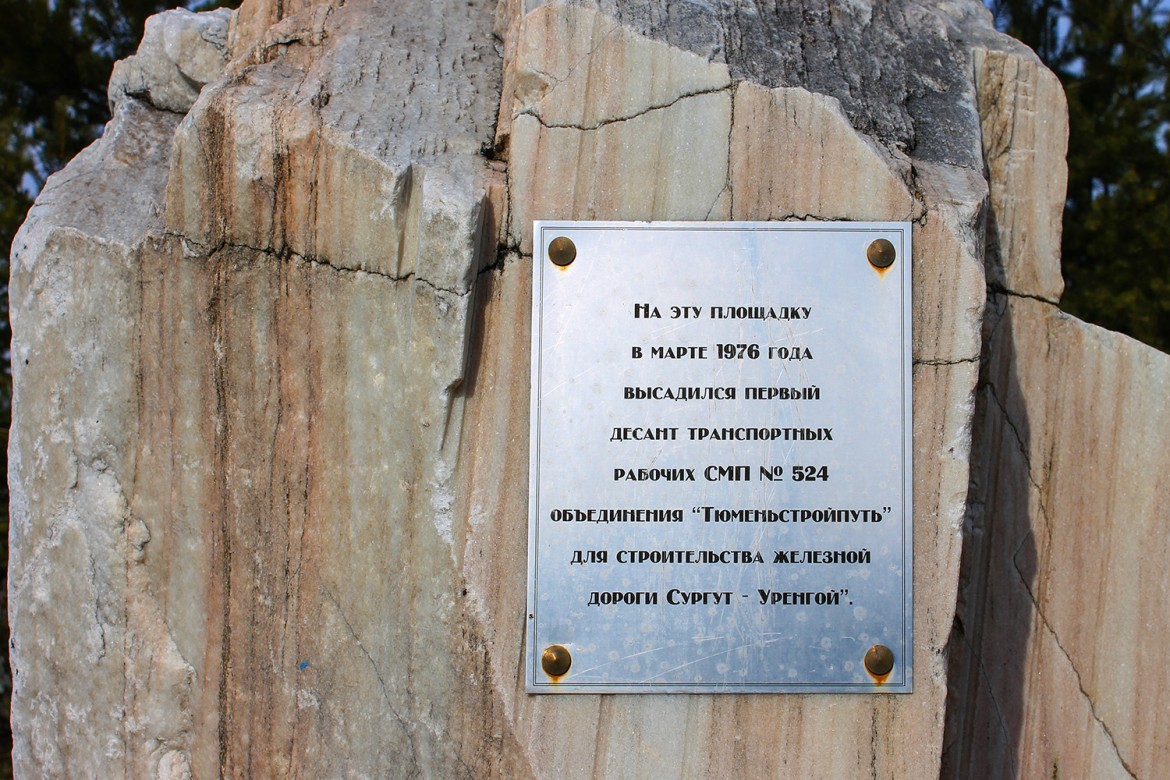 На эту площадку
в марте 1976 года
высадился первый
десант транспортных
рабочих СМП № 524
объединения “Тюменьстройпуть”
для строительства железной
дороги Сургут - Уренгой”.